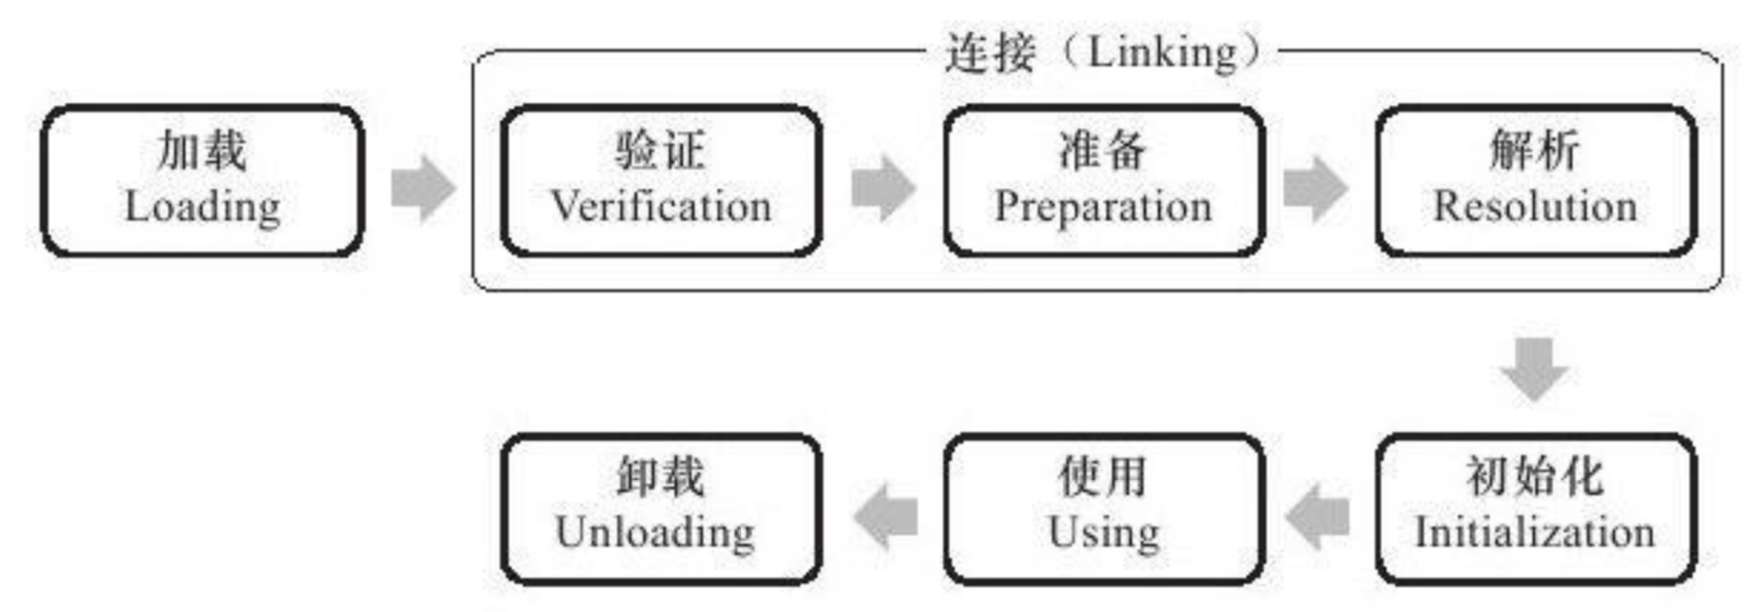 连接（Linking）
加载
Loading
验证
Verification
准备
Preparation
解析
Resolution
初始化
Initialization
使用
Using
卸载
Unloading